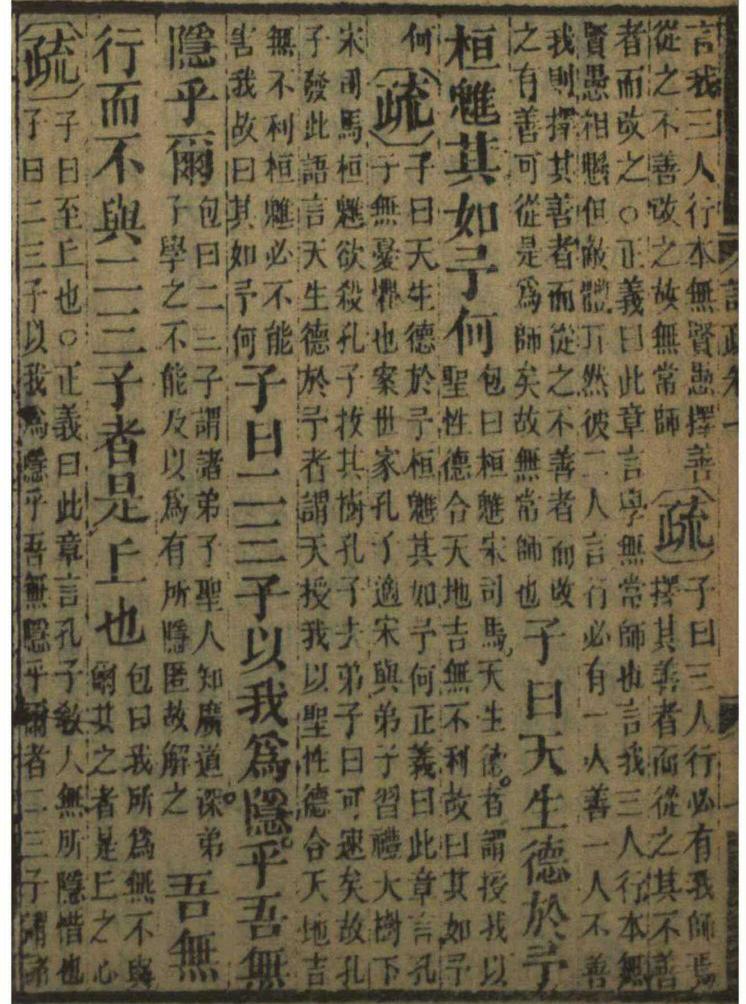 言我三人行本無賢愚擇善從之不善改之故無常師疏子曰三人行必有我師焉擇其善者而從之其不善
者而改之○正義曰此章言學無常師也言我三人行本無
賢愚相懸但敵體耳然彼二人言行必有一人善一人不善
我則擇其善者而從之不善者而改之有善可從是爲師矣故無常師也子曰天生德於予
桓魋其如予何包曰桓魋宋司馬天生德者謂授我以聖性德合天地吉無不利故曰其如予
何疏子曰天生德於予桓魋其如予何正義曰此章言孔子無憂懼也案世家孔子適宋與弟子習禮大樹下
宋司馬桓魋欲殺孔子拔其樹孔子去弟子曰可速矣故孔
子發此語言天生德於予者謂天授我以聖性德合天地吉
無不利桓魋必不能害我故曰其如予何子曰二三子以我爲隱乎吾無
隱乎爾包曰二三子謂諸弟子聖人知廣道深弟子學之不能及以爲有所隱匿故解之吾無
行而不與二三子者是丘也包曰我所爲無不與爾共之者是丘之心
疏子曰至丘也○正義曰此章言孔子敎人無所隱惜也子曰二三子以我爲隱乎吾無隱乎爾者二三子謂諸